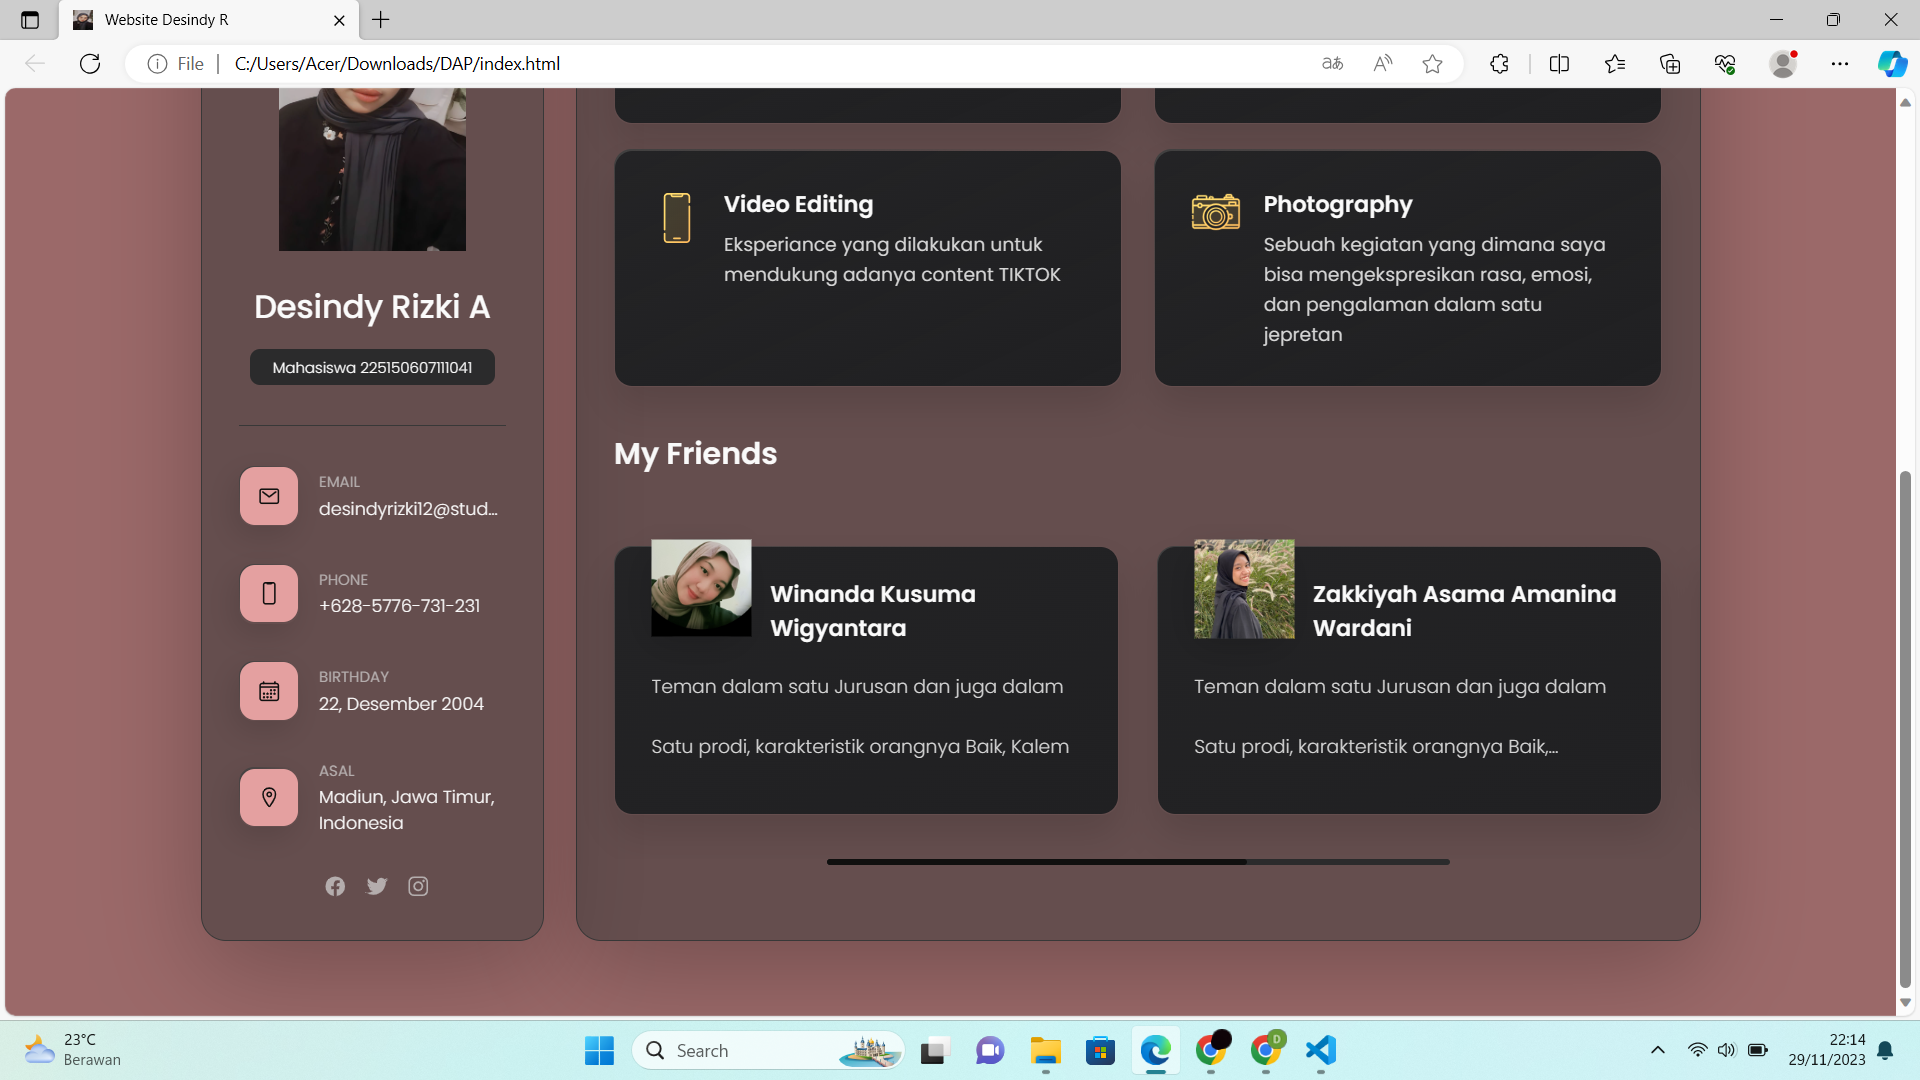 Website Desindy R
File
C:/Users/Acer/Downloads/DAP/index.html
Desindy Rizki A
Mahasiswa 225150607111041
EMAIL
desindyrizki12@stud...
PHONE
+628-5776-731-231
BIRTHDAY
22, Desember 2004
ASAL
Madiun, Jawa Timur,
Indonesia
Video Editing
Eksperiance yang dilakukan untuk
mendukung adanya content TIKTOK
Photography
Sebuah kegiatan yang dimana saya
bisa mengekspresikan rasa, emosi,
dan pengalaman dalam satu
jepretan
My Friends
Winanda Kusuma
Wigyantara
Teman dalam satu Jurusan dan juga dalam
Satu prodi, karakteristik orangnya Baik, Kalem
Zakkiyah Asama Amanina
Wardani
Teman dalam satu Jurusan dan juga dalam
Satu prodi, karakteristik orangnya Baik,...
23°C
Berawan
Search
D
22:14
29/11/2023